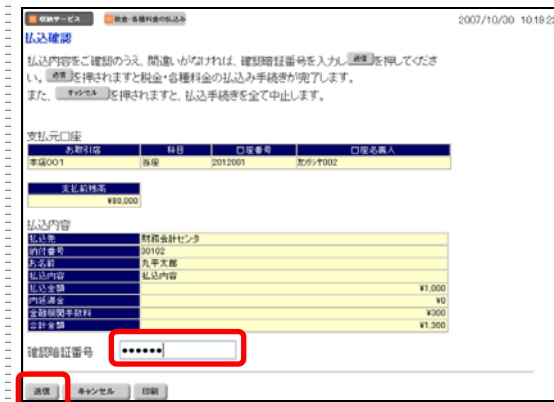 収納サービス 税金・各種料金の払込み 2007/10/30 10:19:23
払込確認
払込内容をご確認のうえ、間違いがなければ、確認暗証番号を入力し 送信 を押してくださ
い。 送信 を押されますと税金・各種料金の払込み手続きが完了します。
また、 キャンセル を押されますと、払込手続きを全て中止します。
支払元口座
お取引店 科目 口座番号 口座名義人
本店001 当座 2012001 カンパンヤ002
支払前残高
¥80,000
払込内容
払込先 財務会計センタ
納付番号 30102
お名前 九平太郎
払込内容 払込内容
払込金額 ¥1,000
内延滞金 ¥0
金融機関手数料 ¥300
合計金額 ¥1,300
確認暗証番号 ●●●●●●
送信 キャンセル 印刷